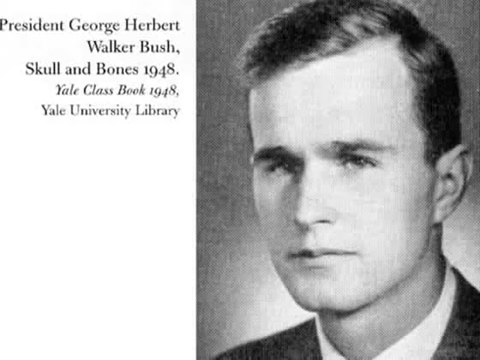 President George Herbert
Walker Bush,
Skull and Bones 1948.
Yale Class Book 1948,
Yale University Library